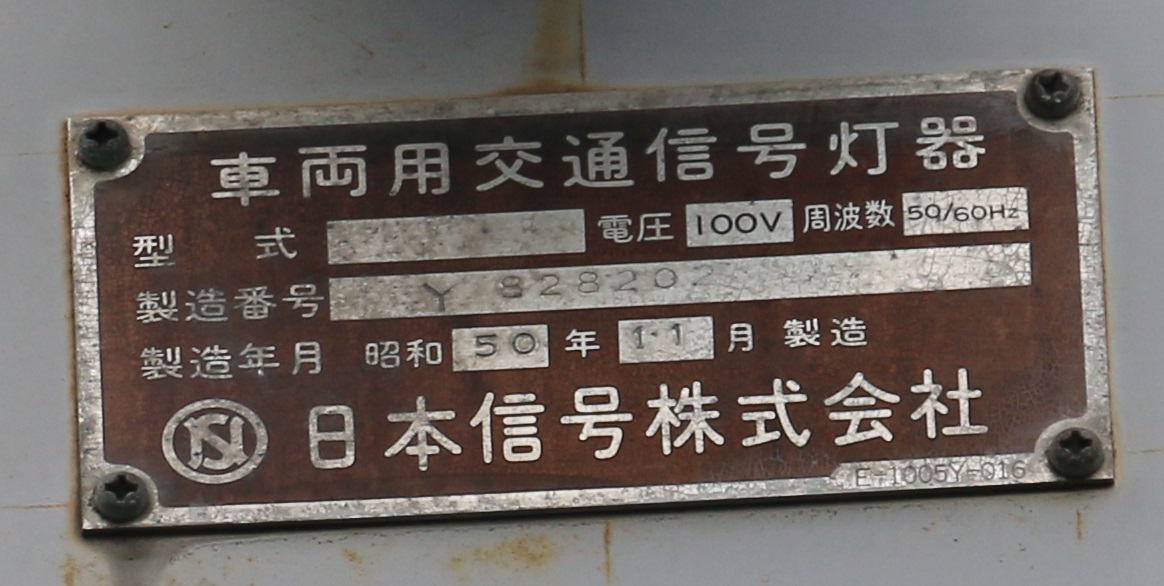 車両用交通信号灯器
型式 電圧 100V 周波数 50/60Hz
製造番号 Y 828202
製造年月 昭和 50 年 11 月 製造
NS 日本信号株式会社
E-1005Y-016